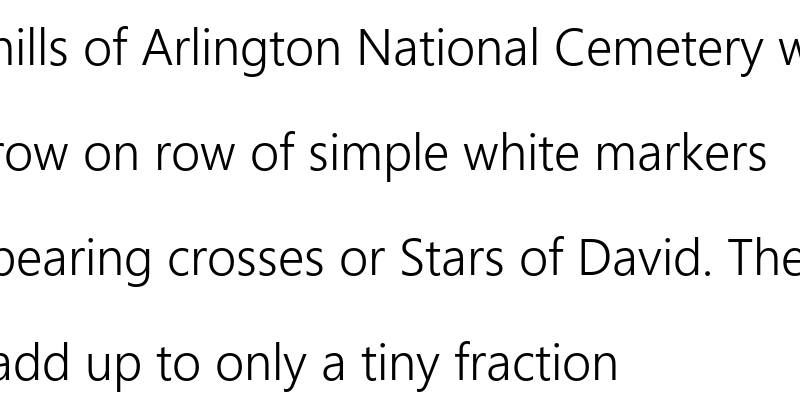 hills of Arlington National Cemetery
row on row of simple white markers
bearing crosses or Stars of David. The
add up to only a tiny fraction